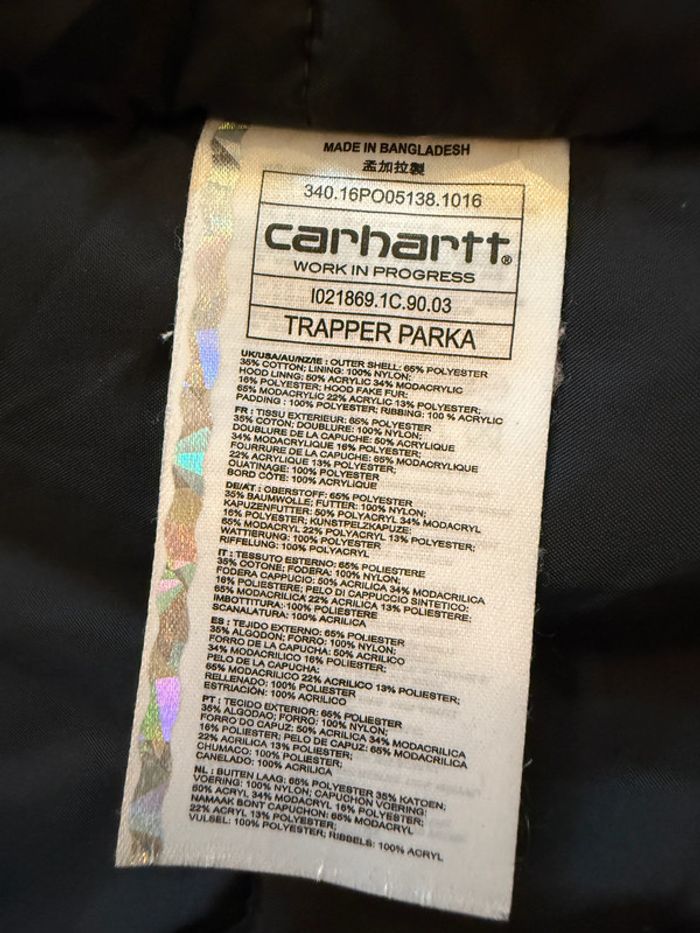 MADE IN BANGLADESH
孟加拉製
340.16PO05138.1016
carhartt®
WORK IN PROGRESS
I021869.1C.90.03
TRAPPER PARKA
UK/USA/AU/NZ/IE : OUTER SHELL: 65% POLYESTER
35% COTTON; LINING: 100% NYLON;
HOOD LINNG: 50% ACRYLIC 34% MODACRYLIC
16% POLYESTER; HOOD FAKE FUR:
65% MODACRYLIC 22% ACRYLIC 13% POLYESTER;
PADDING : 100% POLYESTER; RIBBING: 100 % ACRYLIC
FR : TISSU EXTERIEUR: 65% POLYESTER
35% COTON; DOUBLURE: 100% NYLON;
DOUBLURE DE LA CAPUCHE: 50% ACRYLIQUE
34% MODACRYLIQUE 16% POLYESTER;
FOURRURE DE LA CAPUCHE: 65% MODACRYLIQUE
22% ACRYLIQUE 13% POLYESTER;
OUATINAGE: 100% POLYESTER
BORD CÔTE: 100% ACRYLIQUE
DE/AT : OBERSTOFF: 65% POLYESTER
35% BAUMWOLLE; FUTTER: 100% NYLON;
KAPUZENFUTTER: 50% POLYACRYL 34% MODACRYL
16% POLYESTER; KUNSTPELZKAPUZE:
65% MODACRYL 22% POLYACRYL 13% POLYESTER;
WATTIERUNG: 100% POLYESTER
RIFFELUNG: 100% POLYACRYL
IT : TESSUTO ESTERNO: 65% POLIESTERE
35% COTONE; FODERA: 100% NYLON;
FODERA CAPPUCIO: 50% ACRILICA 34% MODACRILICA
16% POLIESTERE; PELO DI CAPPUCCIO SINTETICO:
65% MODACRILICA 22% ACRILICA 13% POLIESTERE;
IMBOTTITURA: 100% POLIESTERE
SCANALATURA: 100% ACRILICA
ES : TEJIDO EXTERNO: 65% POLIESTER
35% ALGODON; FORRO: 100% NYLON;
FORRO DE LA CAPUCHA: 50% ACRILICO
34% MODACRILICO 16% POLIESTER;
PELO DE LA CAPUCHA:
65% MODACRILICO 22% ACRILICO 13% POLIESTER;
RELLENADO: 100% POLIESTER
ESTRIACIÓN: 100% ACRILICO
PT : TECIDO EXTERIOR: 65% POLIESTER
35% ALGODAO; FORRO: 100% NYLON;
FORRO DO CAPUZ: 50% ACRILICA 34% MODACRILICA
16% POLIESTER; PELO DE CAPUZ: 65% MODACRILICA
22% ACRILICA 13% POLIESTER;
CHUMACO: 100% POLIESTER;
CANELADO: 100% ACRILICA
NL : BUITEN LAAG: 65% POLYESTER 35% KATOEN;
VOERING: 100% NYLON; CAPUCHON VOERING:
50% ACRYL 34% MODACRYL 16% POLYESTER;
NAMAAK BONT CAPUCHON: 65% MODACRYL
22% ACRYL 13% POLYESTER;
VULSEL: 100% POLYESTER; RIBBELS: 100% ACRYL